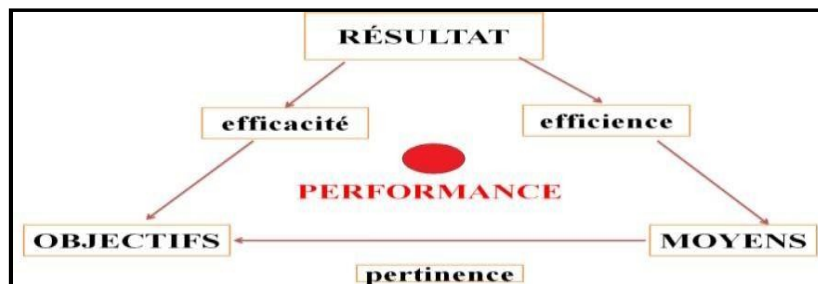 RÉSULTAT
efficacité
efficience
PERFORMANCE
OBJECTIFS
MOYENS
pertinence